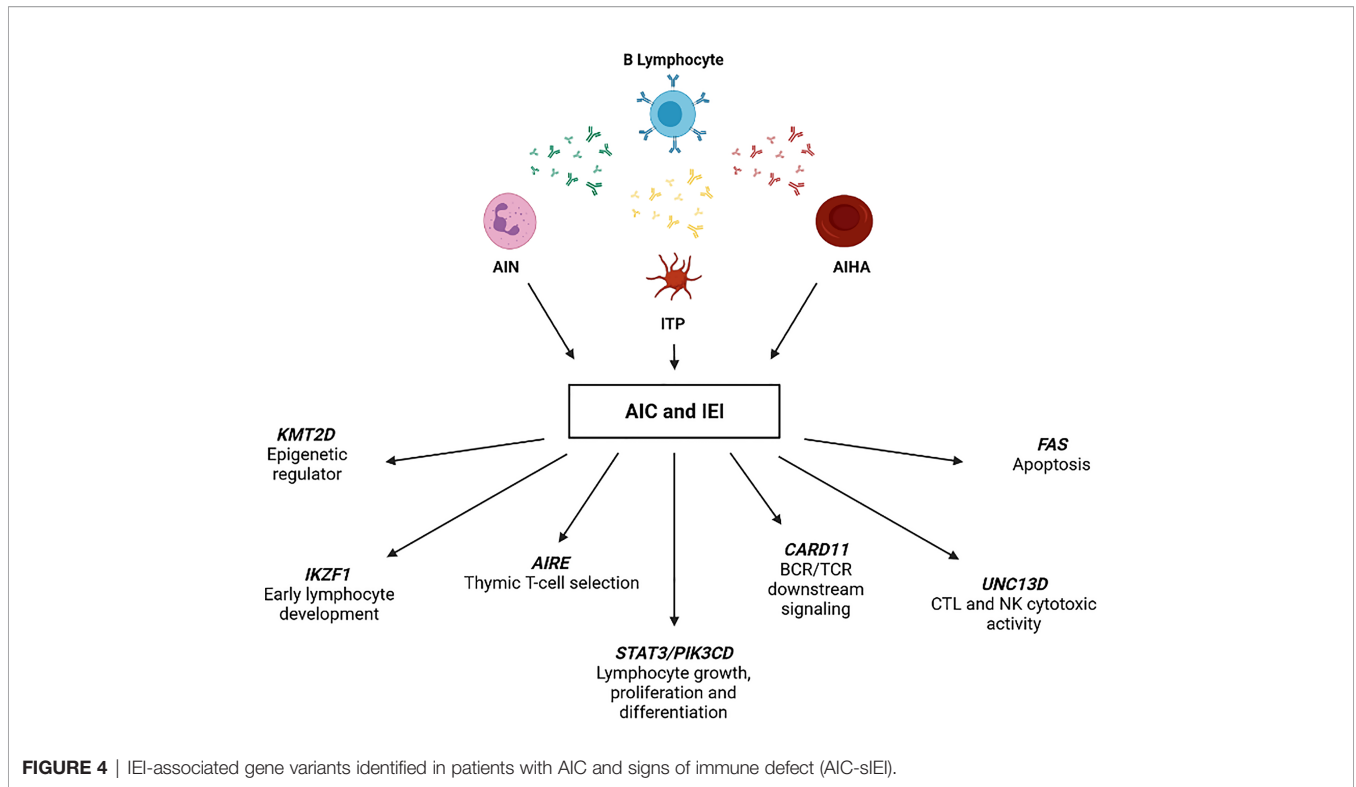 B Lymphocyte
AIN
AIHA
ITP
AIC and IEI
KMT2D
Epigenetic
regulator
FAS
Apoptosis
IKZF1
Early lymphocyte
development
AIRE
Thymic T-cell selection
CARD11
BCR/TCR
downstream
signaling
UNC13D
CTL and NK cytotoxic
activity
STAT3/PIK3CD
Lymphocyte growth,
proliferation and
differentiation
FIGURE 4 | IEI-associated gene variants identified in patients with AIC and signs of immune defect (AIC-sIEI).